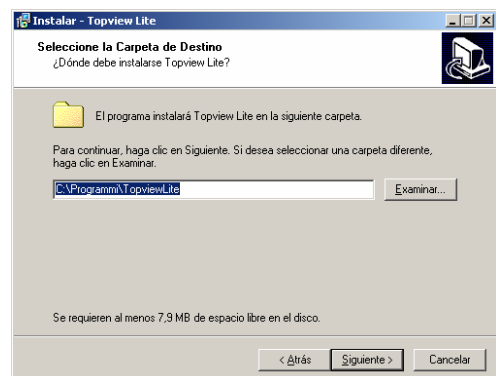 Instalar - Topview Lite
Seleccione la Carpeta de Destino
¿Dónde debe instalarse Topview Lite?
El programa instalará Topview Lite en la siguiente carpeta.
Para continuar, haga clic en Siguiente. Si desea seleccionar una carpeta diferente,
haga clic en Examinar.
C:\Programmi\TopviewLite
Examinar...
Se requieren al menos 7,9 MB de espacio libre en el disco.
< Atrás
Siguiente >
Cancelar